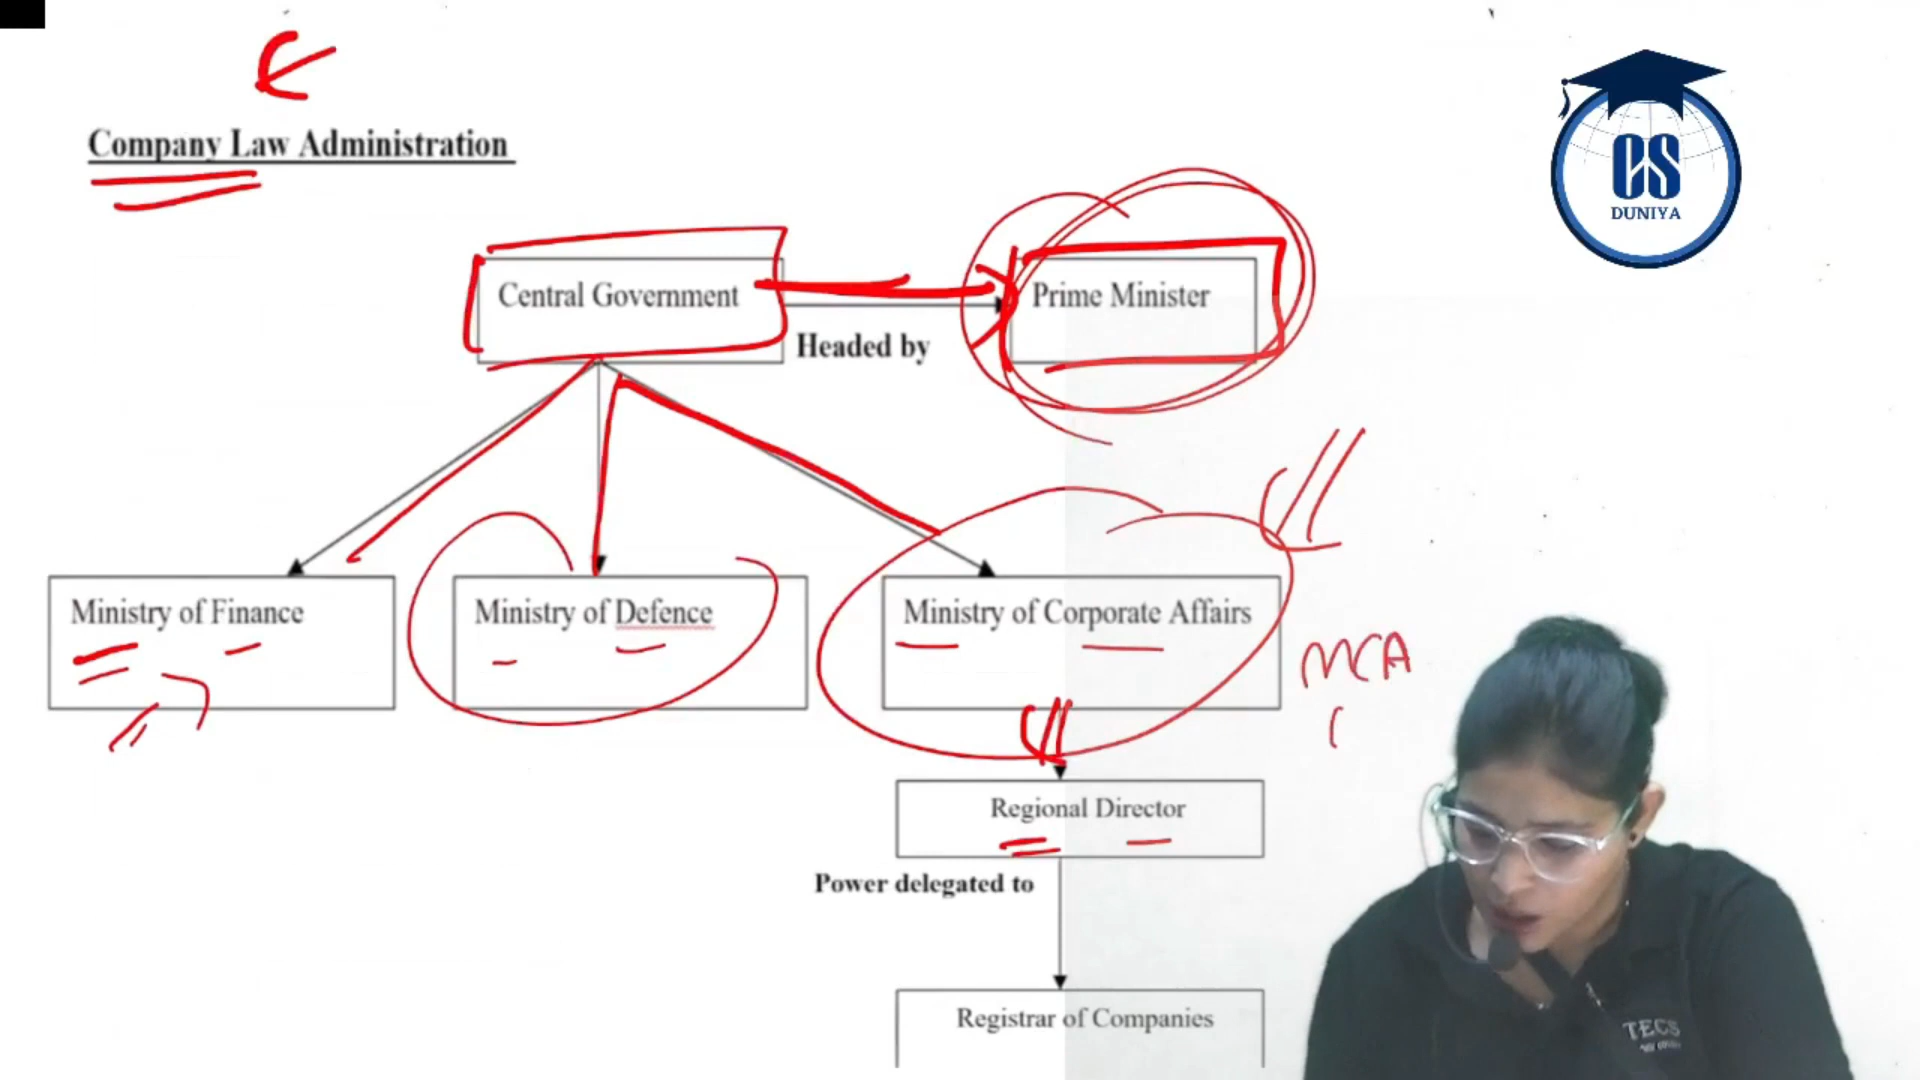 Company Law Administration
CS
DUNIYA
Central Government
Prime Minister
Headed by
Ministry of Finance
Ministry of Defence
Ministry of Corporate Affairs
MCA
Regional Director
Power delegated to
Registrar of Companies
TECS